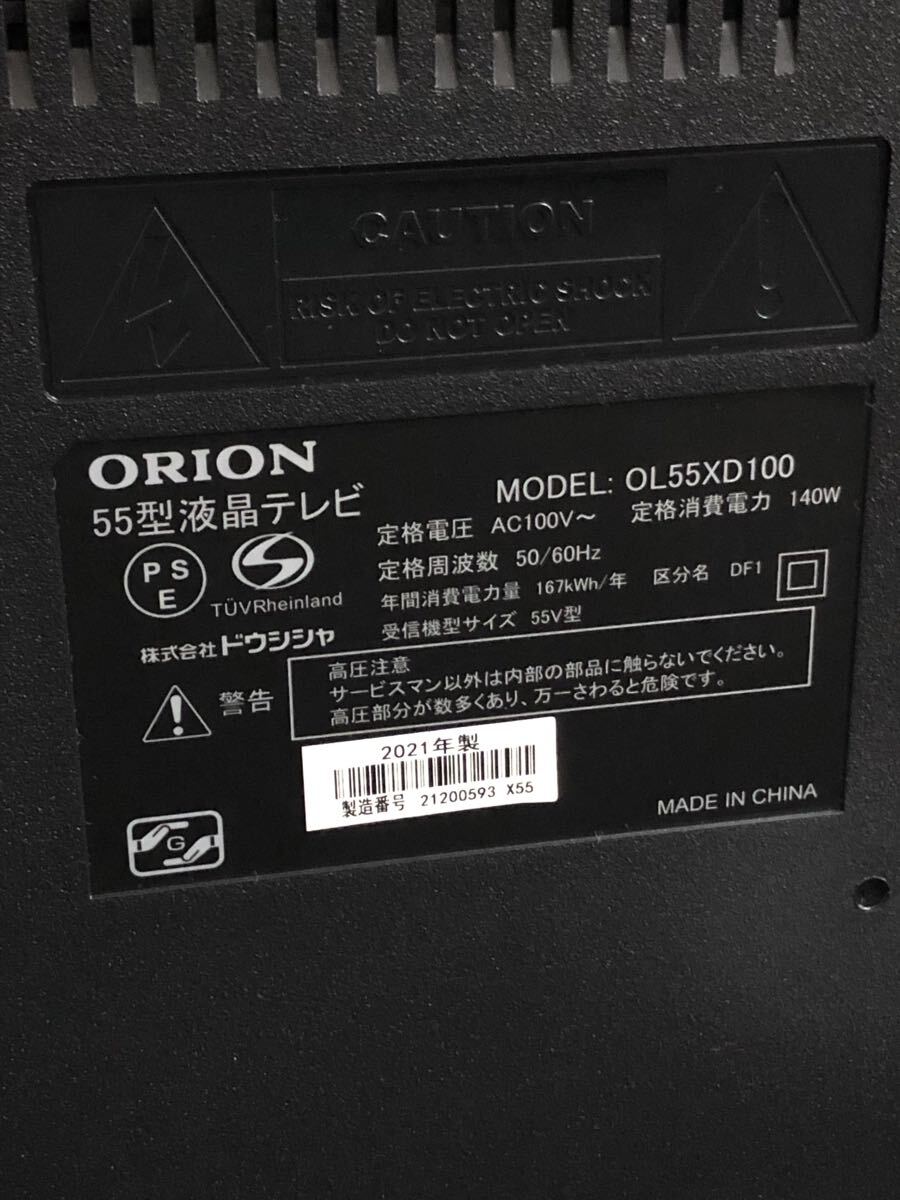 CAUTION
RISK OF ELECTRIC SHOCK
DO NOT OPEN
ORION
MODEL: OL55XD100
55型液晶テレビ
定格電圧 AC100V～ 定格消費電力 140W
定格周波数 50/60Hz
年間消費電力量 167kWh/年 区分名 DF1
受信機型サイズ 55V型
PS
E
TÜVRheinland
株式会社ドウシシャ
警告
高圧注意
サービスマン以外は内部の部品に触らないでください。
高圧部分が数多くあり、万一さわると危険です。
2021年製
製造番号 21200593 X55
MADE IN CHINA
G